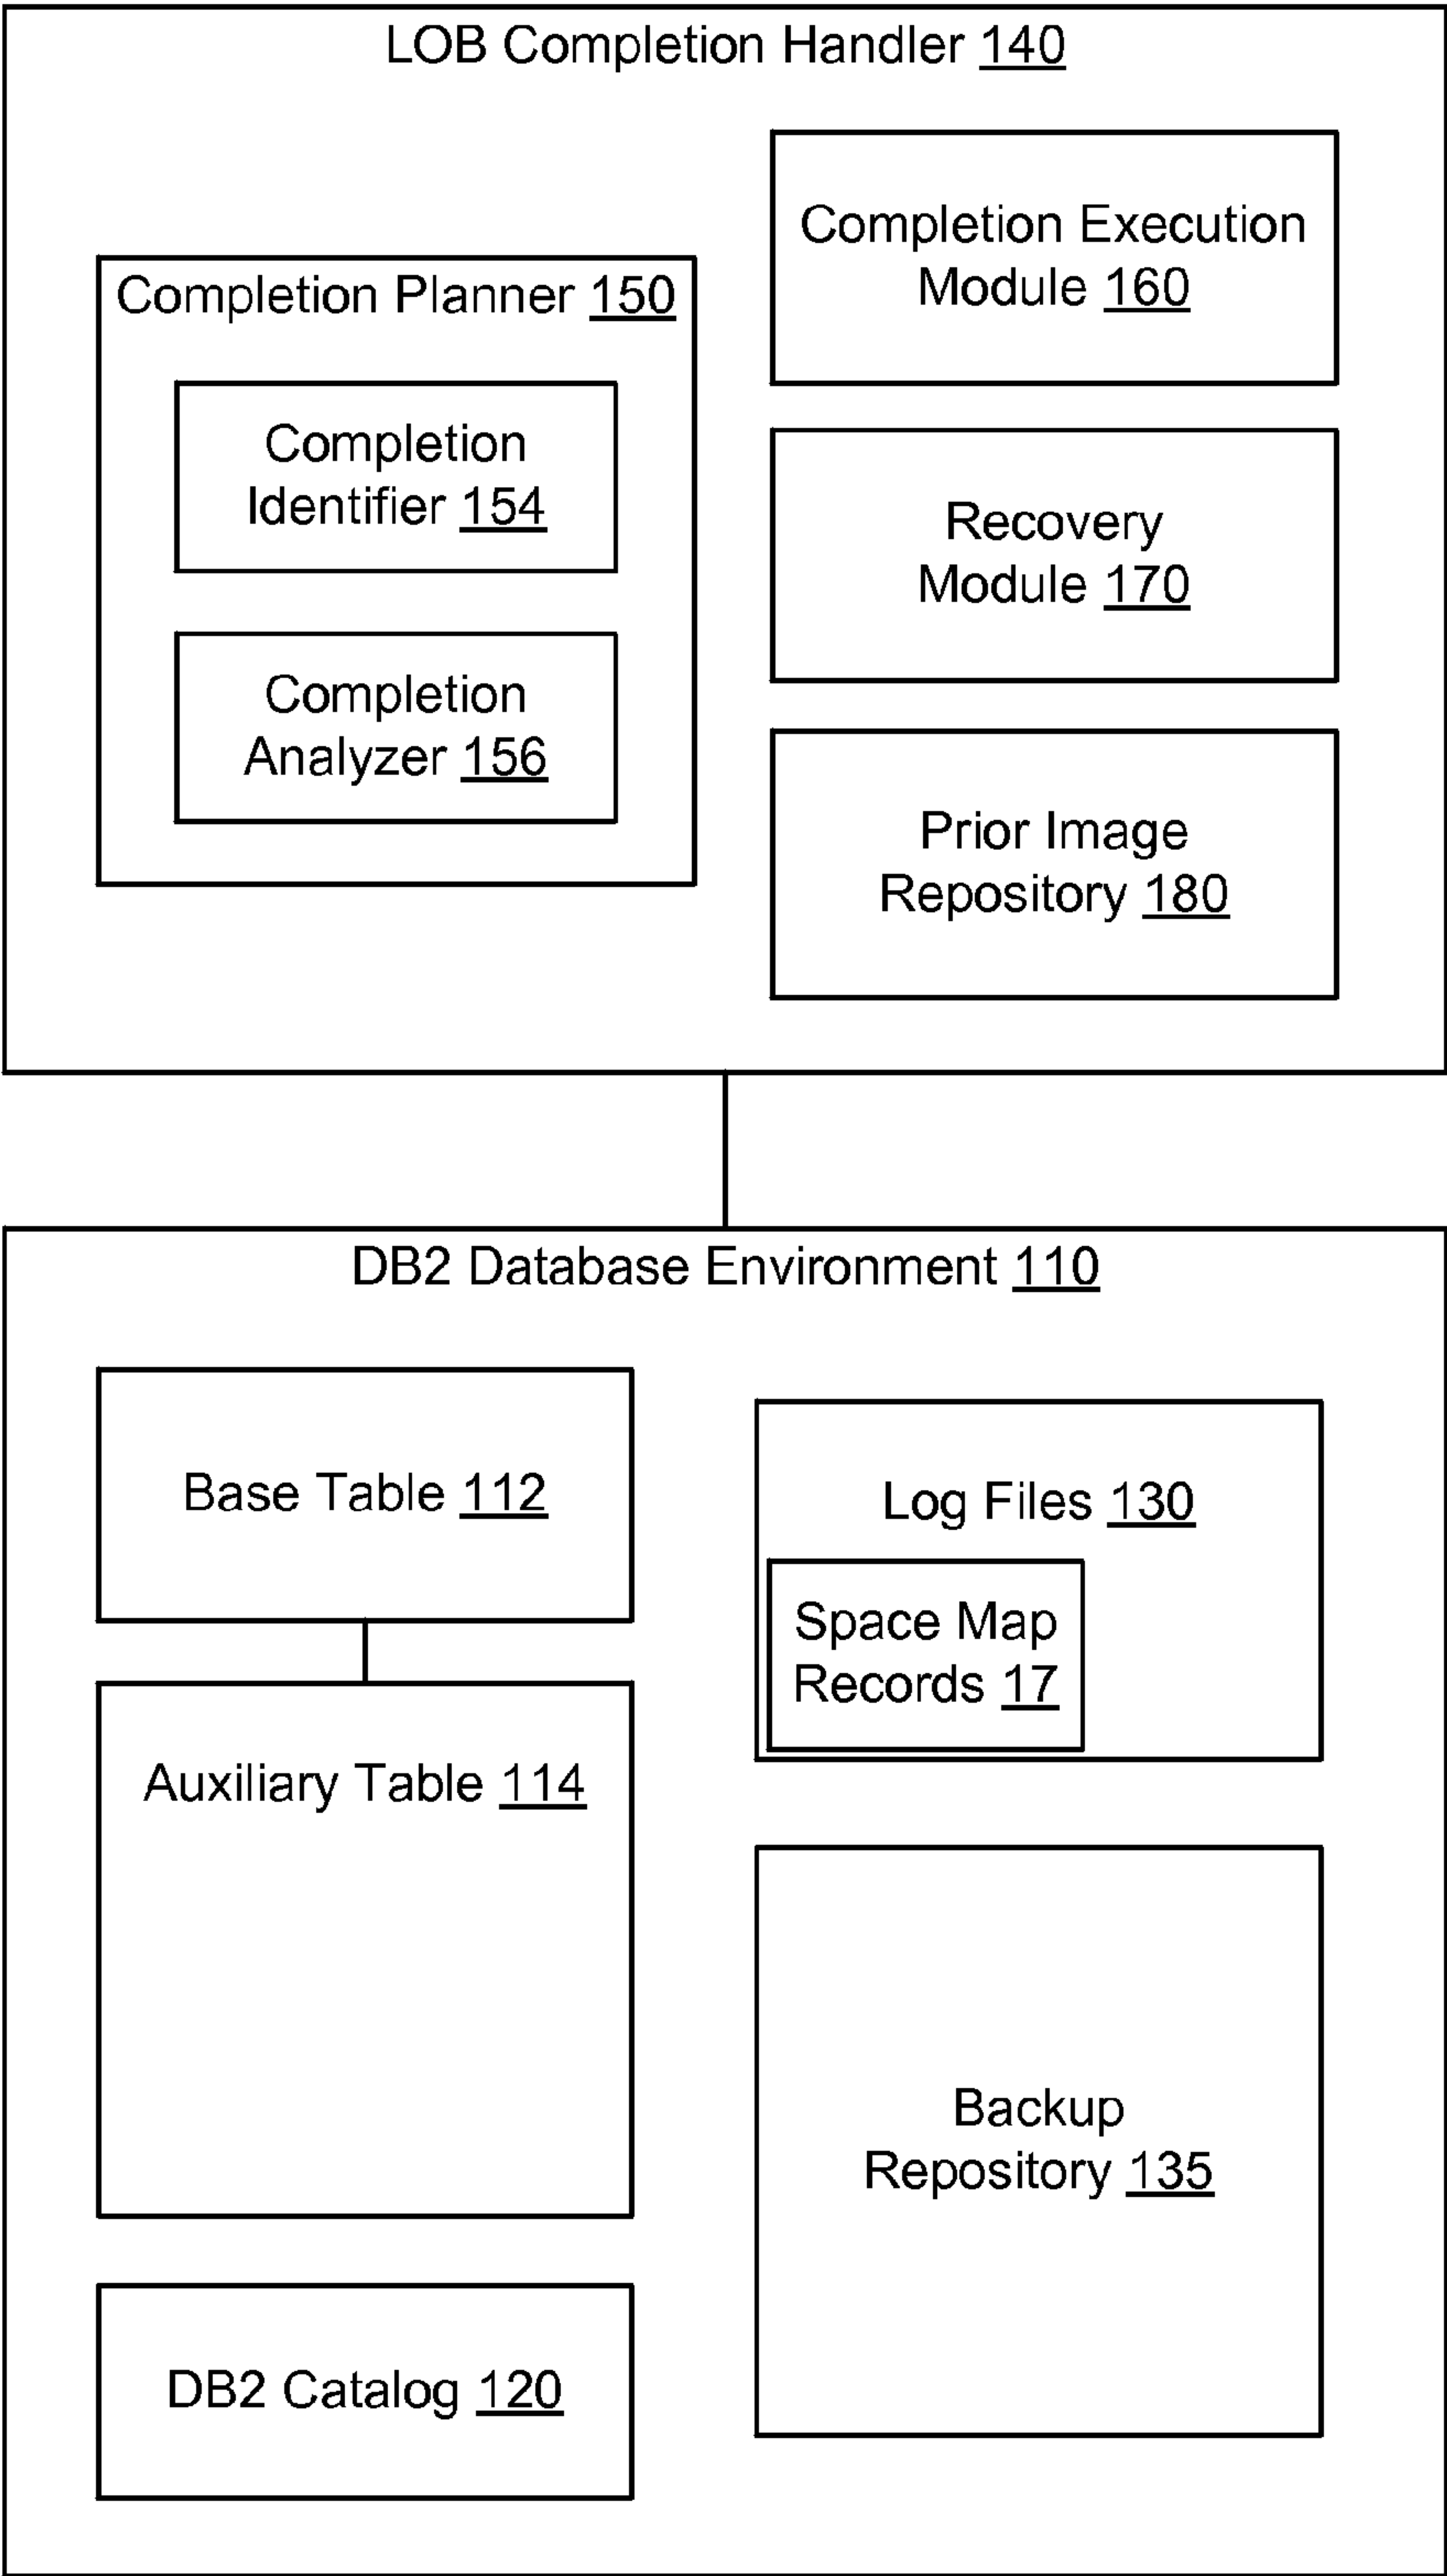 LOB Completion Handler 140
Completion Planner 150
Completion
Identifier 154
Completion
Analyzer 156
Completion Execution
Module 160
Recovery
Module 170
Prior Image
Repository 180
DB2 Database Environment 110
Base Table 112
Auxiliary Table 114
DB2 Catalog 120
Log Files 130
Space Map
Records 17
Backup
Repository 135